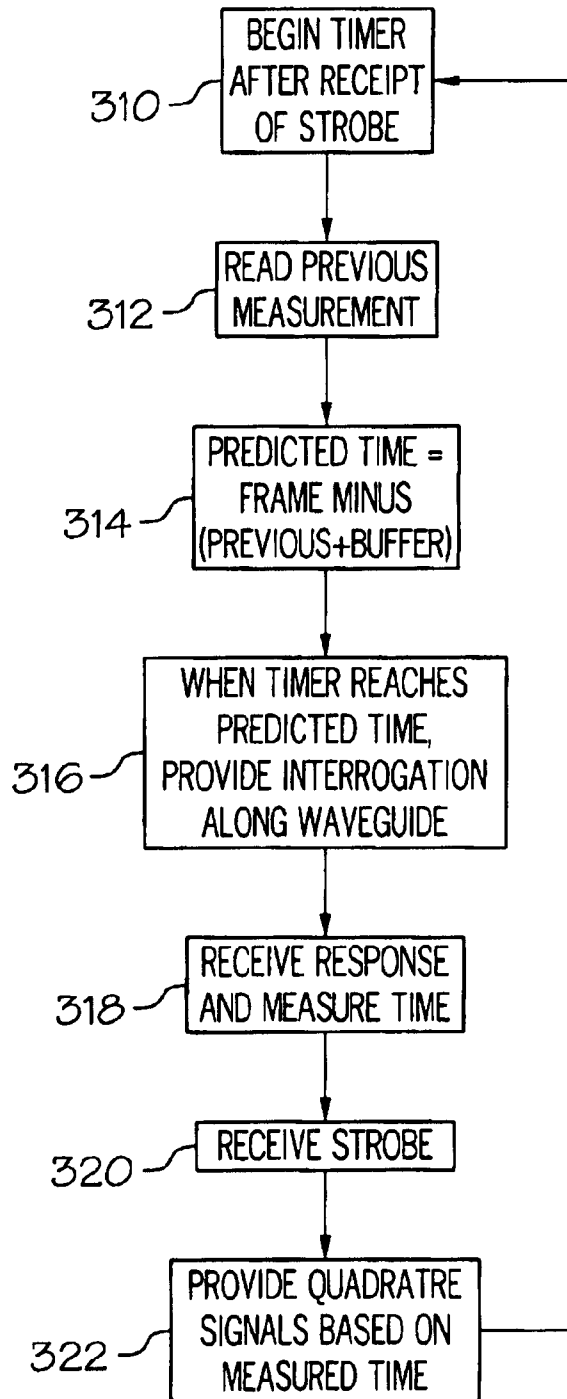 BEGIN TIMER
AFTER RECEIPT
OF STROBE
310
READ PREVIOUS
MEASUREMENT
312
PREDICTED TIME =
FRAME MINUS
(PREVIOUS+BUFFER)
314
WHEN TIMER REACHES
PREDICTED TIME,
PROVIDE INTERROGATION
ALONG WAVEGUIDE
316
RECEIVE RESPONSE
AND MEASURE TIME
318
RECEIVE STROBE
320
PROVIDE QUADRATRE
SIGNALS BASED ON
MEASURED TIME
322